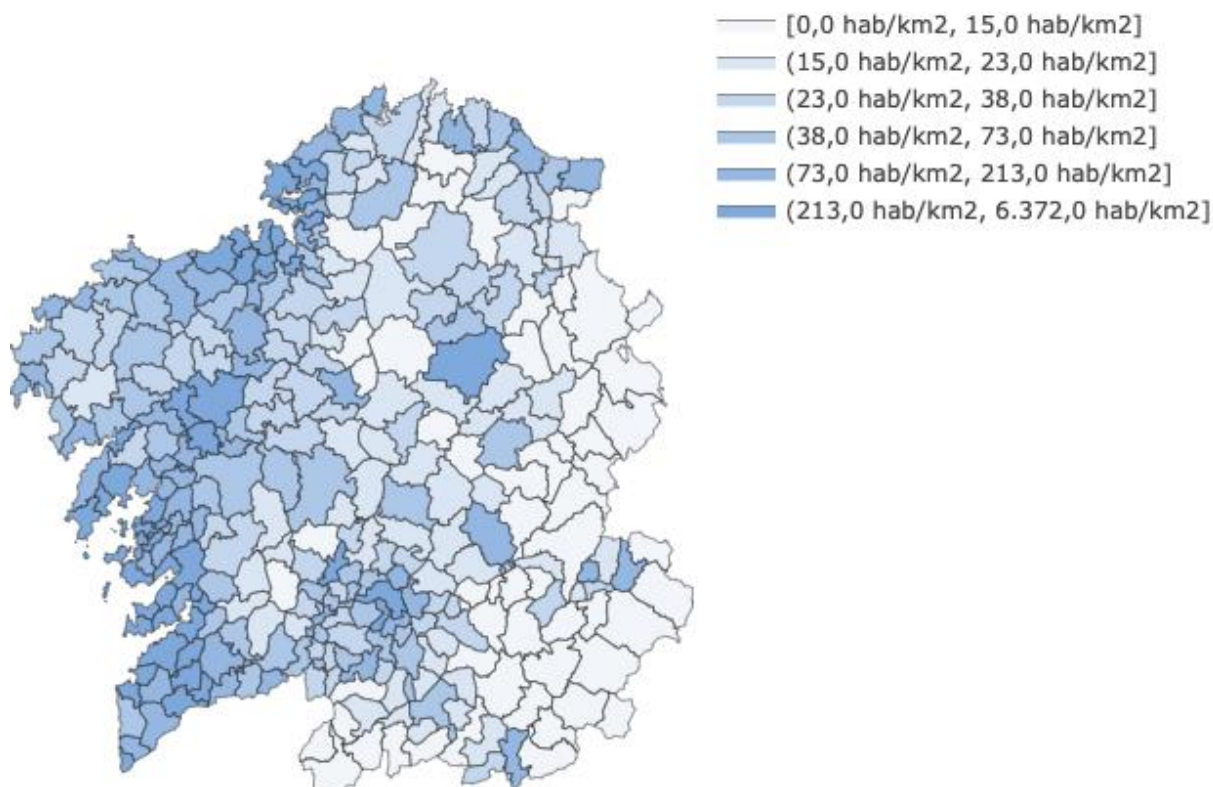 [0,0 hab/km2, 15,0 hab/km2]
(15,0 hab/km2, 23,0 hab/km2]
(23,0 hab/km2, 38,0 hab/km2]
(38,0 hab/km2, 73,0 hab/km2]
(73,0 hab/km2, 213,0 hab/km2]
(213,0 hab/km2, 6.372,0 hab/km2]